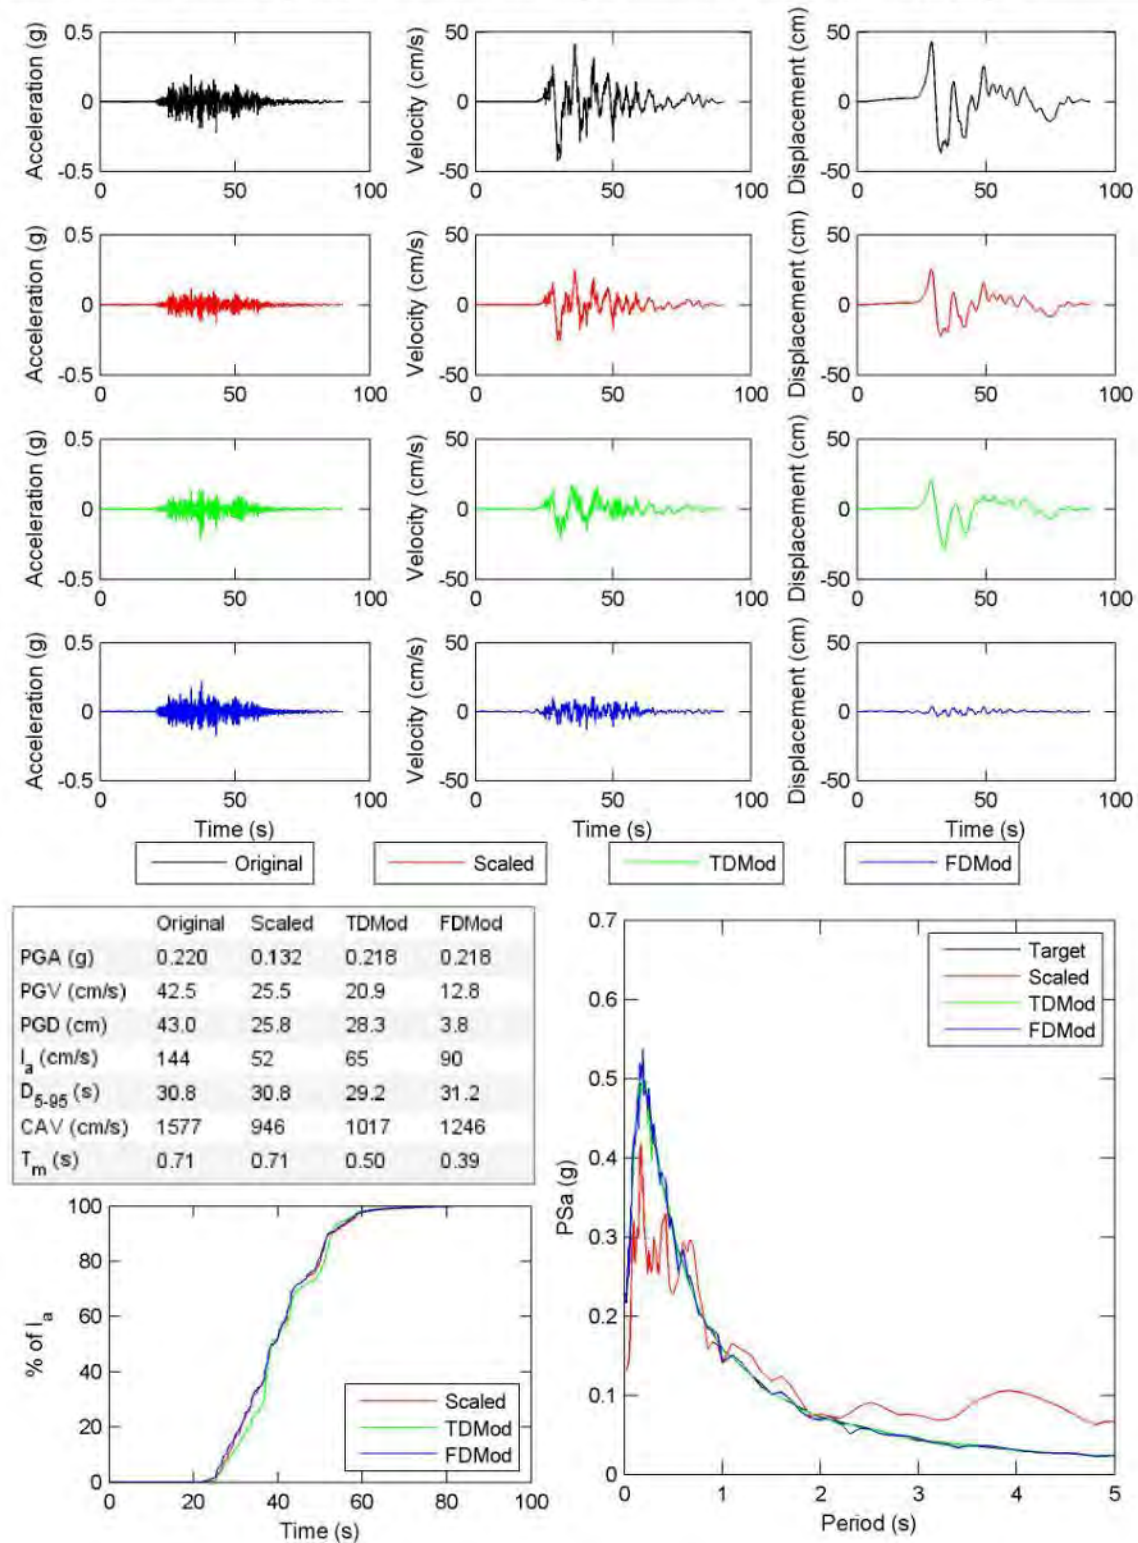 Acceleration (g)
0.5
0
-0.5
0
50
100
Velocity (cm/s)
50
0
-50
0
50
100
Displacement (cm)
50
0
-50
0
50
100
Acceleration (g)
0.5
0
-0.5
0
50
100
Velocity (cm/s)
50
0
-50
0
50
100
Displacement (cm)
50
0
-50
0
50
100
Acceleration (g)
0.5
0
-0.5
0
50
100
Velocity (cm/s)
50
0
-50
0
50
100
Displacement (cm)
50
0
-50
0
50
100
Acceleration (g)
0.5
0
-0.5
0
50
100
Time (s)
Velocity (cm/s)
50
0
-50
0
50
100
Time (s)
Displacement (cm)
50
0
-50
0
50
100
Time (s)
Original
Scaled
TDMod
FDMod
Original Scaled TDMod FDMod
PGA (g) 0.220 0.132 0.218 0.218
PGV (cm/s) 42.5 25.5 20.9 12.8
PGD (cm) 43.0 25.8 28.3 3.8
Ia (cm/s) 144 52 65 90
D5-95 (s) 30.8 30.8 29.2 31.2
CAV (cm/s) 1577 946 1017 1246
Tm (s) 0.71 0.71 0.50 0.39
% of Ia
100
80
60
40
20
0
0 20 40 60 80 100
Time (s)
Scaled
TDMod
FDMod
PSa (g)
0.7
0.6
0.5
0.4
0.3
0.2
0.1
0
0 1 2 3 4 5
Period (s)
Target
Scaled
TDMod
FDMod